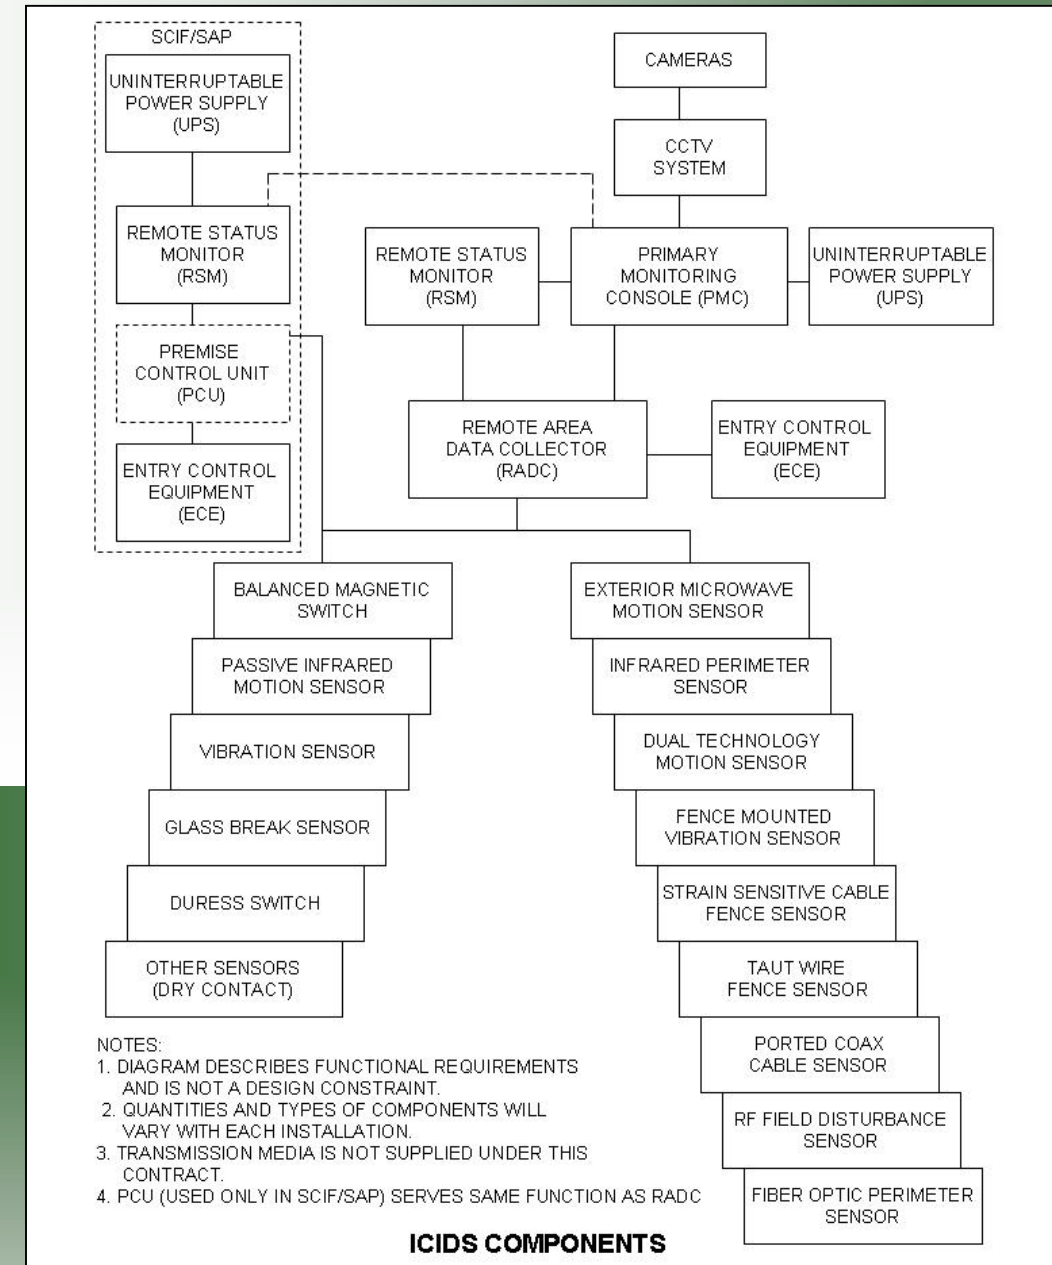 SCIF/SAP
UNINTERRUPTABLE
POWER SUPPLY
(UPS)
REMOTE STATUS
MONITOR
(RSM)
PREMISE
CONTROL UNIT
(PCU)
ENTRY CONTROL
EQUIPMENT
(ECE)
CAMERAS
CCTV
SYSTEM
REMOTE STATUS
MONITOR
(RSM)
PRIMARY
MONITORING
CONSOLE (PMC)
UNINTERRUPTABLE
POWER SUPPLY
(UPS)
REMOTE AREA
DATA COLLECTOR
(RADC)
ENTRY CONTROL
EQUIPMENT
(ECE)
BALANCED MAGNETIC
SWITCH
PASSIVE INFRARED
MOTION SENSOR
VIBRATION SENSOR
GLASS BREAK SENSOR
DURESS SWITCH
OTHER SENSORS
(DRY CONTACT)
EXTERIOR MICROWAVE
MOTION SENSOR
INFRARED PERIMETER
SENSOR
DUAL TECHNOLOGY
MOTION SENSOR
FENCE MOUNTED
VIBRATION SENSOR
STRAIN SENSITIVE CABLE
FENCE SENSOR
TAUT WIRE
FENCE SENSOR
PORTED COAX
CABLE SENSOR
RF FIELD DISTURBANCE
SENSOR
FIBER OPTIC PERIMETER
SENSOR
NOTES:
1. DIAGRAM DESCRIBES FUNCTIONAL REQUIREMENTS
AND IS NOT A DESIGN CONSTRAINT.
2. QUANTITIES AND TYPES OF COMPONENTS WILL
VARY WITH EACH INSTALLATION.
3. TRANSMISSION MEDIA IS NOT SUPPLIED UNDER THIS
CONTRACT.
4. PCU (USED ONLY IN SCIF/SAP) SERVES SAME FUNCTION AS RADC
ICIDS COMPONENTS